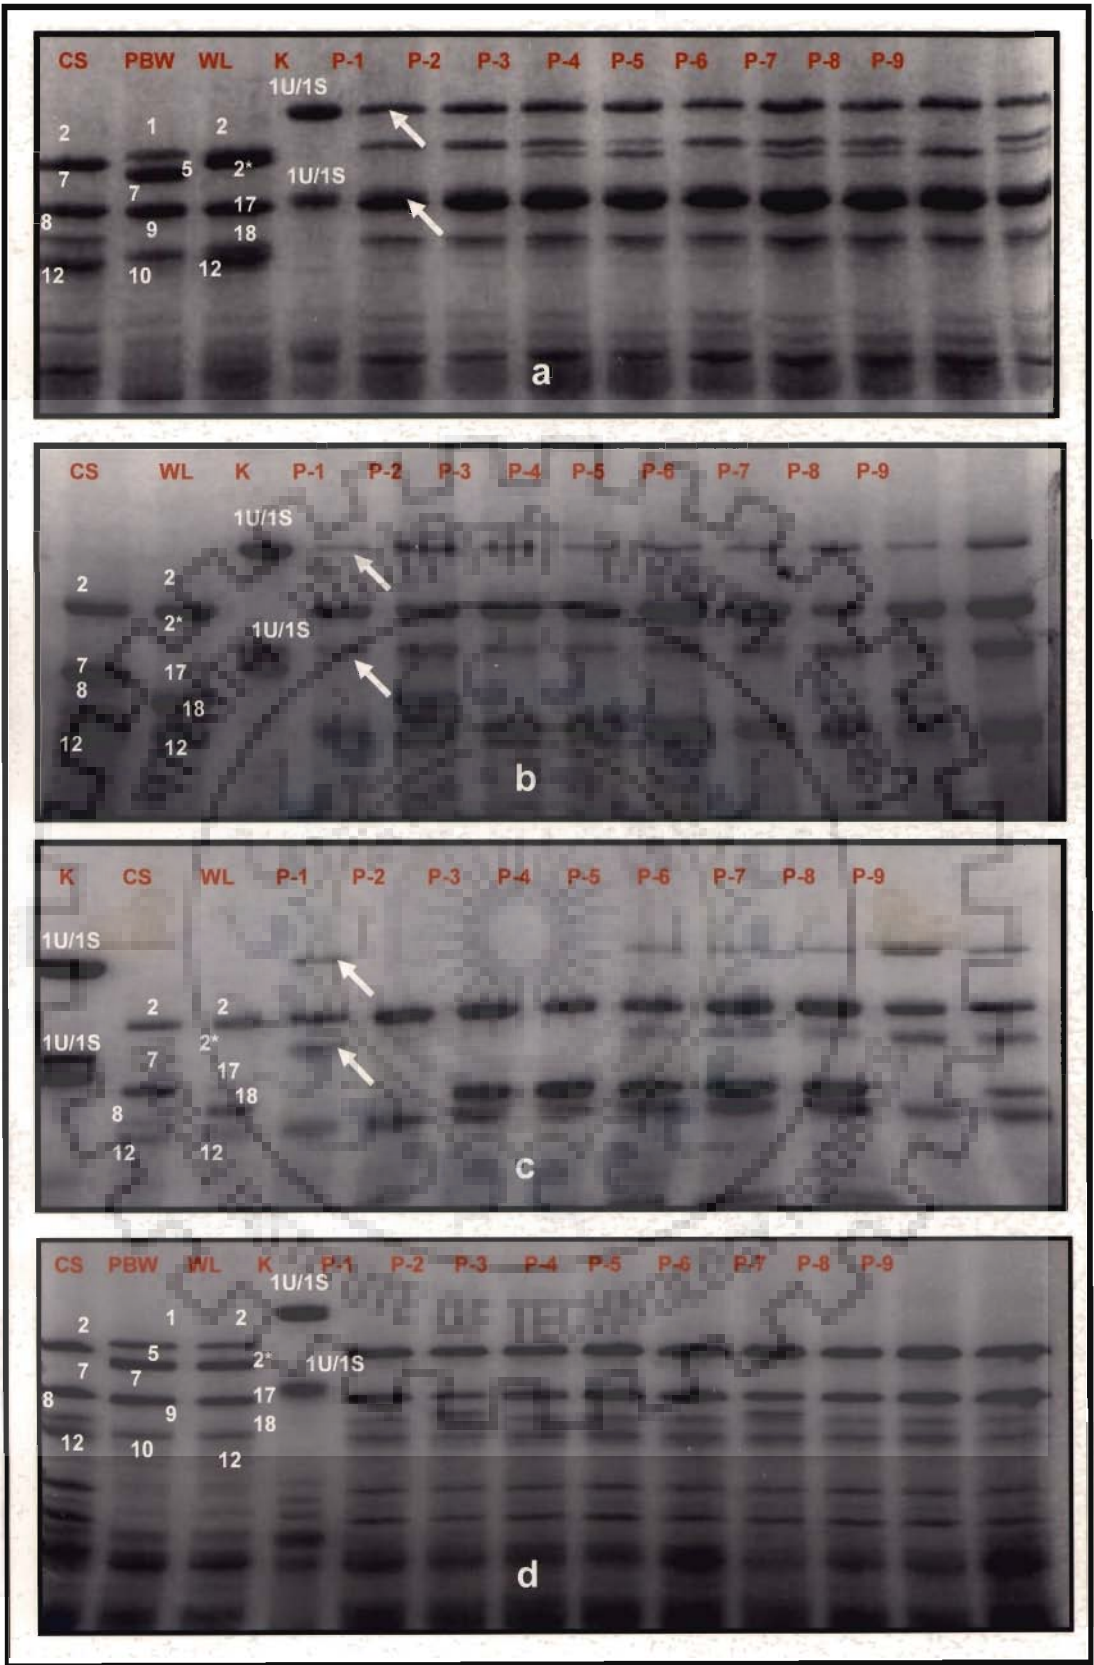 CS PBW WL K P-1 P-2 P-3 P-4 P-5 P-6 P-7 P-8 P-9
1U/1S
2 1 2
7 5 2*
1U/1S
7 17
8 9 18
12 10 12
a
CS WL K P-1 P-2 P-3 P-4 P-5 P-6 P-7 P-8 P-9
1U/1S
2 2
2* 1U/1S
7 17
8 18
12 12
b
K CS WL P-1 P-2 P-3 P-4 P-5 P-6 P-7 P-8 P-9
1U/1S
2 2
1U/1S 2*
7 17
8 18
12 12
c
CS PBW WL K P-1 P-2 P-3 P-4 P-5 P-6 P-7 P-8 P-9
1U/1S
2 1 2
5 2* 1U/1S
7 7
8 9 17
18
12 10 12
d
OF TECHN